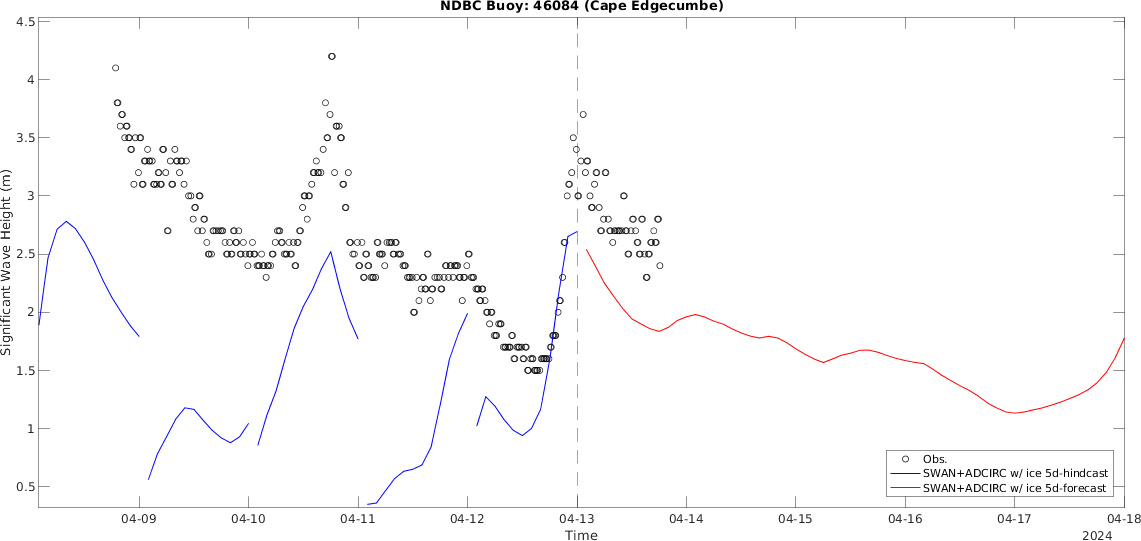 NDBC Buoy: 46084 (Cape Edgecumbe)
4.5
4
3.5
3
2.5
2
1.5
1
0.5
Significant Wave Height (m)
Obs.
SWAN+ADCIRC w/ ice 5d-hindcast
SWAN+ADCIRC w/ ice 5d-forecast
04-09 04-10 04-11 04-12 04-13 04-14 04-15 04-16 04-17 04-18
Time
2024